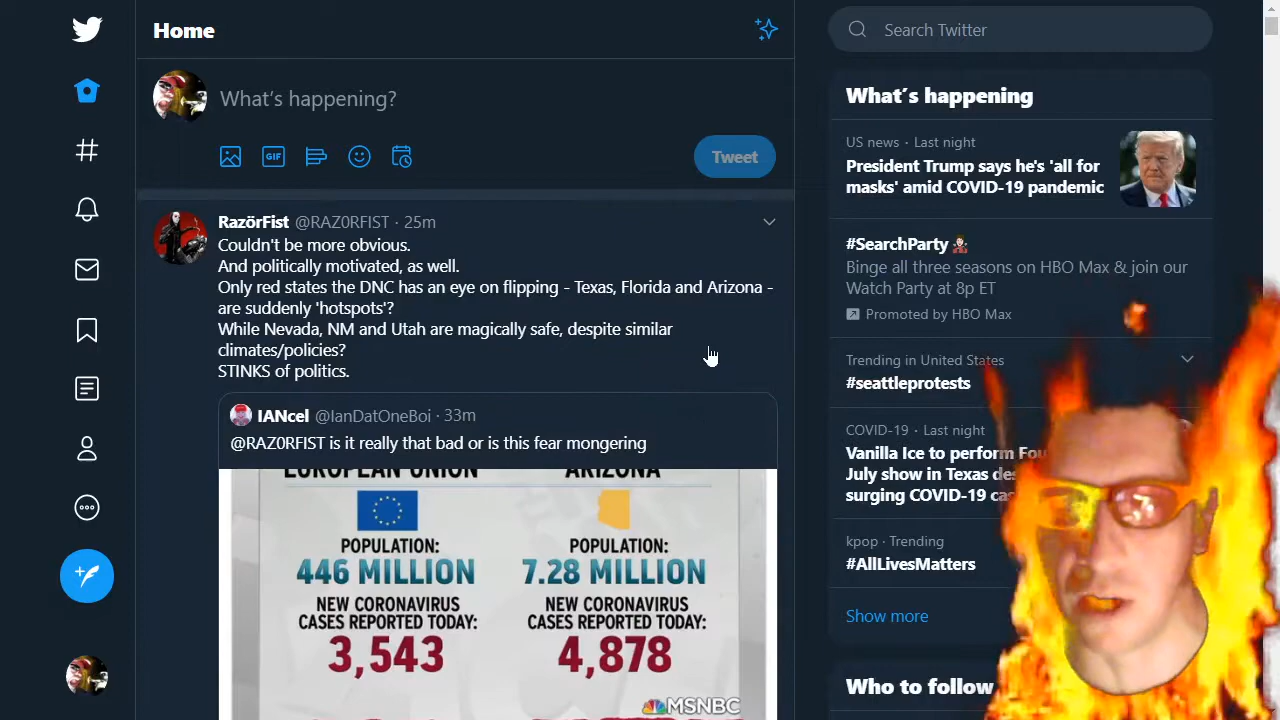 Home
Search Twitter
What's happening?
GIF
Tweet
RazörFist @RAZ0RFIST · 25m
Couldn't be more obvious.
And politically motivated, as well.
Only red states the DNC has an eye on flipping - Texas, Florida and Arizona -
are suddenly 'hotspots'?
While Nevada, NM and Utah are magically safe, despite similar
climates/policies?
STINKS of politics.
IANcel @IanDatOneBoi · 33m
@RAZ0RFIST is it really that bad or is this fear mongering
EUROPEAN UNION
ARIZONA
POPULATION:
446 MILLION
NEW CORONAVIRUS
CASES REPORTED TODAY:
3,543
POPULATION:
7.28 MILLION
NEW CORONAVIRUS
CASES REPORTED TODAY:
4,878
MSNBC
What's happening
US news · Last night
President Trump says he's 'all for
masks' amid COVID-19 pandemic
#SearchParty
Binge all three seasons on HBO Max & join our
Watch Party at 8p ET
Promoted by HBO Max
Trending in United States
#seattleprotests
COVID-19 · Last night
Vanilla Ice to perform
July show in Texas
surging COVID-19
kpop · Trending
#AllLivesMatters
Show more
Who to follow